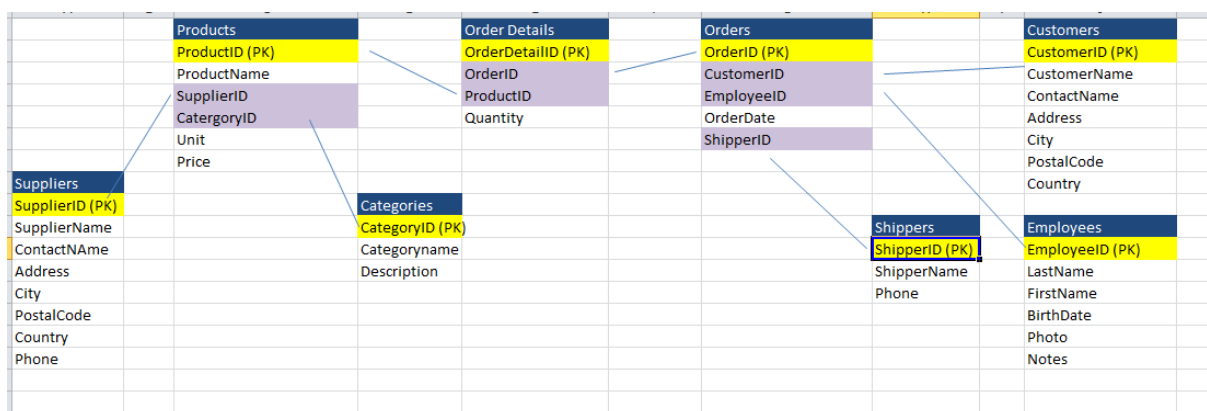 Products
ProductID (PK)
ProductName
SupplierID
CatergoryID
Unit
Price
Order Details
OrderDetailID (PK)
OrderID
ProductID
Quantity
Orders
OrderID (PK)
CustomerID
EmployeeID
OrderDate
ShipperID
Customers
CustomerID (PK)
CustomerName
ContactName
Address
City
PostalCode
Country
Suppliers
SupplierID (PK)
SupplierName
ContactNAme
Address
City
PostalCode
Country
Phone
Categories
CategoryID (PK)
Categoryname
Description
Shippers
ShipperID (PK)
ShipperName
Phone
Employees
EmployeeID (PK)
LastName
FirstName
BirthDate
Photo
Notes